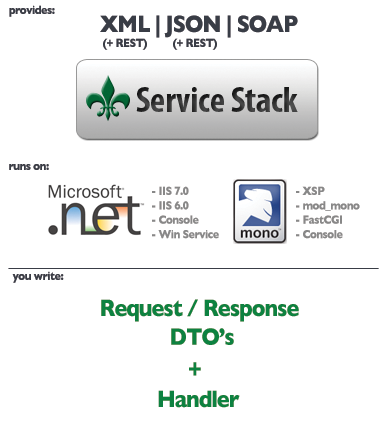 provides:
XML | JSON | SOAP
(+ REST) (+ REST)
Service Stack
runs on:
Microsoft
.net
- IIS 7.0
- IIS 6.0
- Console
- Win Service
mono
- XSP
- mod_mono
- FastCGI
- Console
you write:
Request / Response
DTO's
+
Handler